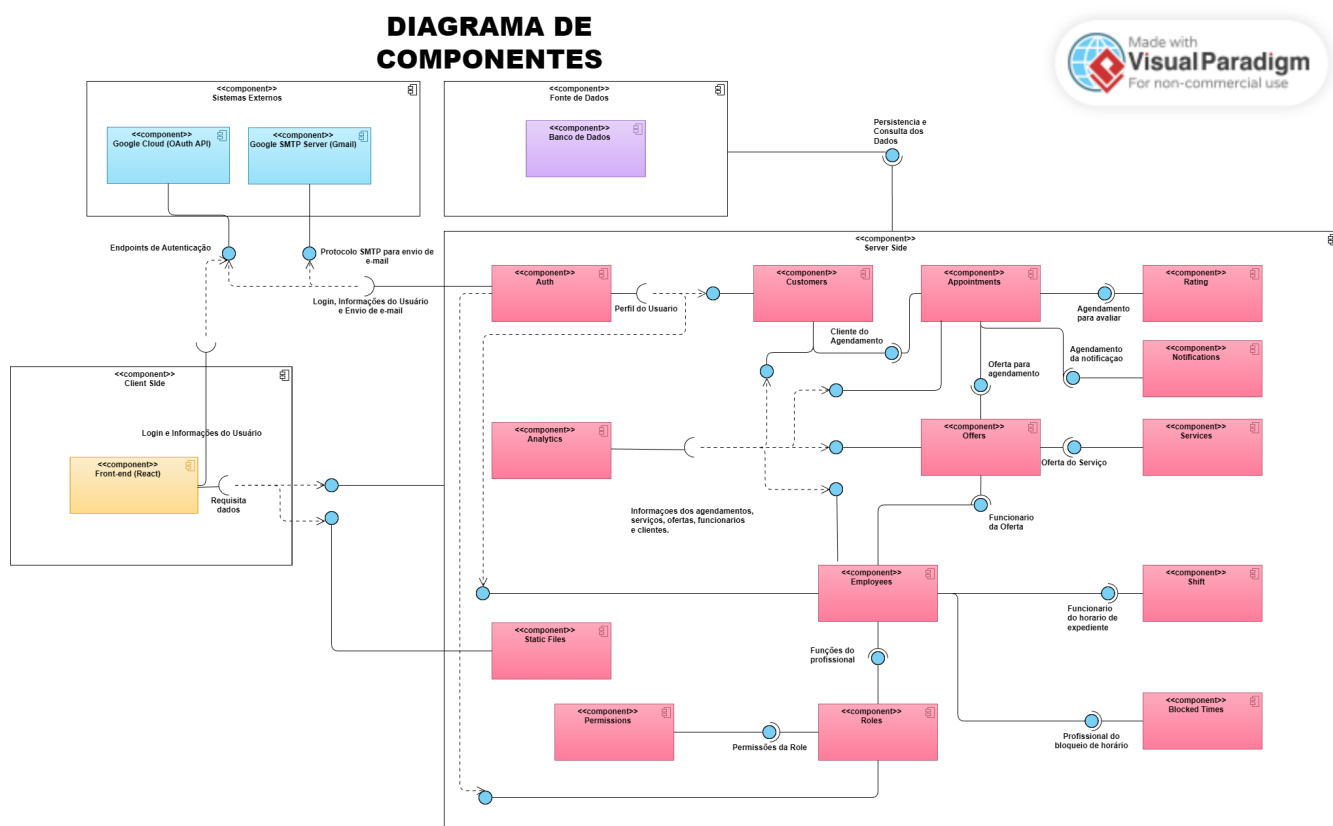 DIAGRAMA DE
COMPONENTES
Made with
Visual Paradigm
For non-commercial use
<<component>>
Sistemas Externos
<<component>>
Google Cloud (OAuth API)
<<component>>
Google SMTP Server (Gmail)
<<component>>
Fonte de Dados
<<component>>
Banco de Dados
Persistencia e
Consulta dos
Dados
Endpoints de Autenticação
Protocolo SMTP para envio de
e-mail
Login, Informações do Usuário
e Envio de e-mail
<<component>>
Server Side
<<component>>
Auth
Perfil do Usuario
<<component>>
Customers
Cliente do
Agendamento
<<component>>
Appointments
Agendamento
para avaliar
<<component>>
Rating
Oferta para
agendamento
Agendamento
da notificaçao
<<component>>
Notifications
<<component>>
Client SIde
Login e Informações do Usuário
<<component>>
Front-end (React)
Requisita
dados
<<component>>
Analytics
Informaçoes dos agendamentos,
serviços, ofertas, funcionarios
e clientes.
<<component>>
Offers
Oferta do Serviço
<<component>>
Services
Funcionario
da Oferta
<<component>>
Employees
Funcionario
do horario de
expediente
<<component>>
Shift
<<component>>
Static Files
Funções do
profissional
<<component>>
Permissions
Permissões da Role
<<component>>
Roles
Profissional do
bloqueio de horário
<<component>>
Blocked Times